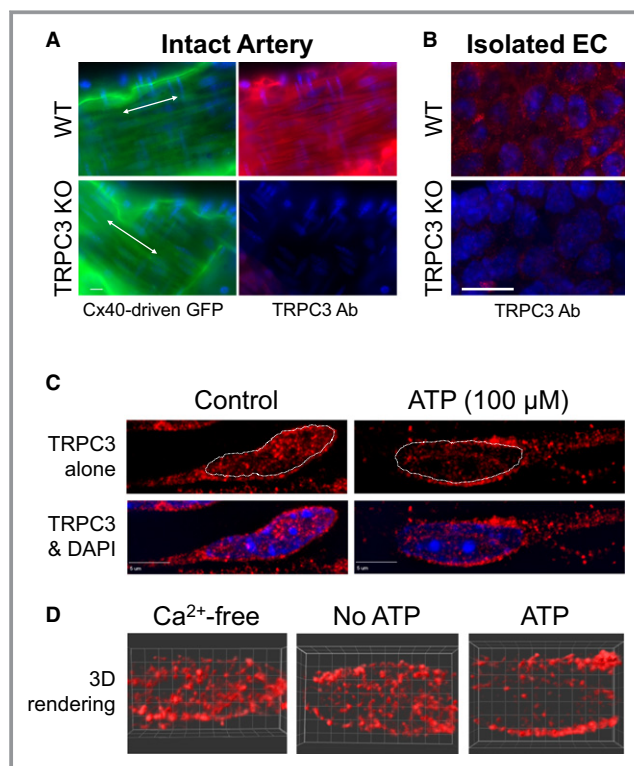 A Intact Artery
B Isolated EC
WT
TRPC3 KO
WT
TRPC3 KO
Cx40-driven GFP TRPC3 Ab
TRPC3 Ab
C
Control ATP (100 µM)
TRPC3
alone
TRPC3
& DAPI
5 um
5 um
D
Ca²⁺-free No ATP ATP
3D
rendering